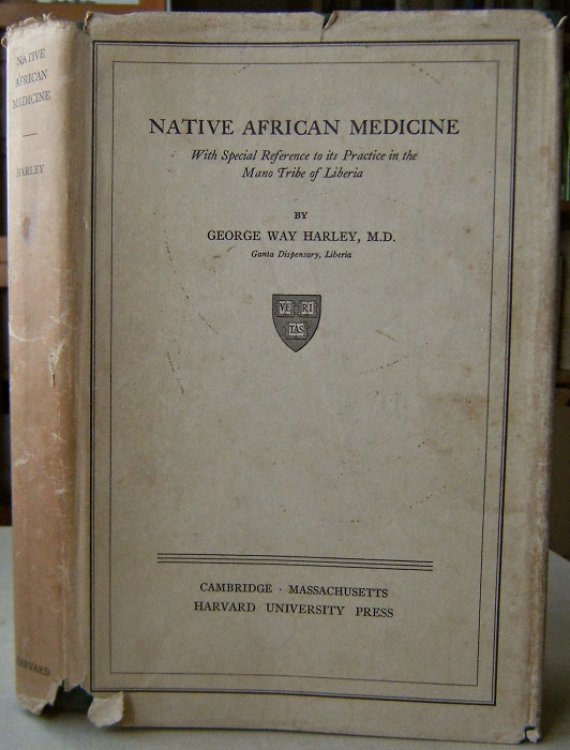 NATIVE
AFRICAN
MEDICINE
HARLEY
HARVARD
NATIVE AFRICAN MEDICINE
With Special Reference to its Practice in the
Mano Tribe of Liberia
BY
GEORGE WAY HARLEY, M.D.
Ganta Dispensary, Liberia
VE RI
TAS
CAMBRIDGE · MASSACHUSETTS
HARVARD UNIVERSITY PRESS